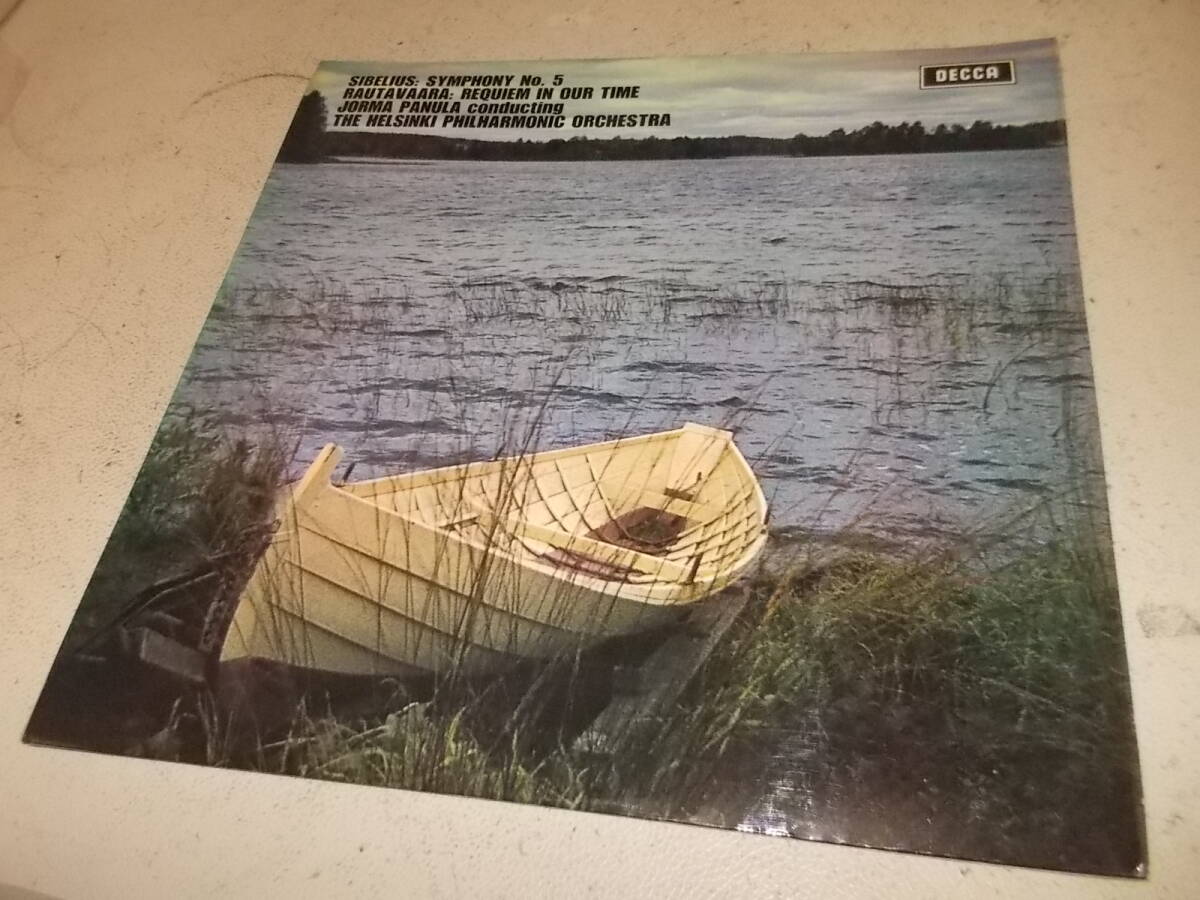 SIBELIUS: SYMPHONY No. 5
RAUTAVAARA: REQUIEM IN OUR TIME
JORMA PANULA conducting
THE HELSINKI PHILHARMONIC ORCHESTRA
DECCA